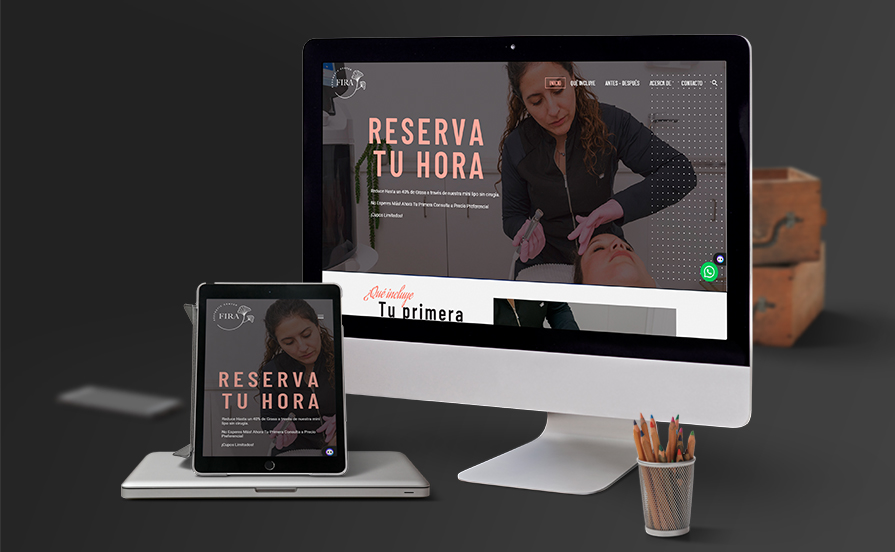 FIRA
INICIO QUÉ INCLUYE ANTES - DESPUÉS ACERCA DE CONTACTO
RESERVA
TU HORA
Reduce Hasta un 40% de Grasa a través de nuestra mini lipo sin cirugía.
No Esperes Más! Ahora Tu Primera Consulta a Precio Preferencial
¡Cupos Limitados!
¿Qué incluye
Tu primera
CENTER
FIRA
RESERVA
TU HORA
Reduce Hasta un 40% de Grasa a través de nuestra mini
lipo sin cirugía.
No Esperes Más! Ahora Tu Primera Consulta a Precio
Preferencial!
¡Cupos Limitados!